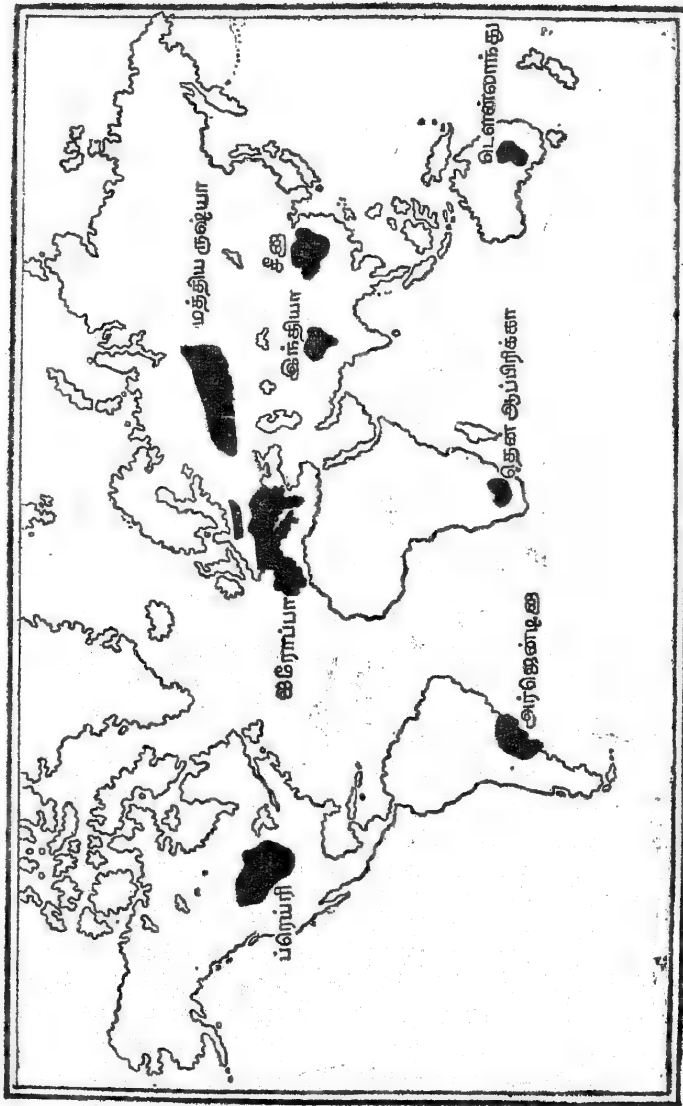 மத்திய ருஷ்யா
ஐரோப்பா
ப்ரெய்ரி
சீனா
இந்தியா
டௌன்லாந்து
தென் ஆப்பிரிக்கா
அர்ஜெண்டினா